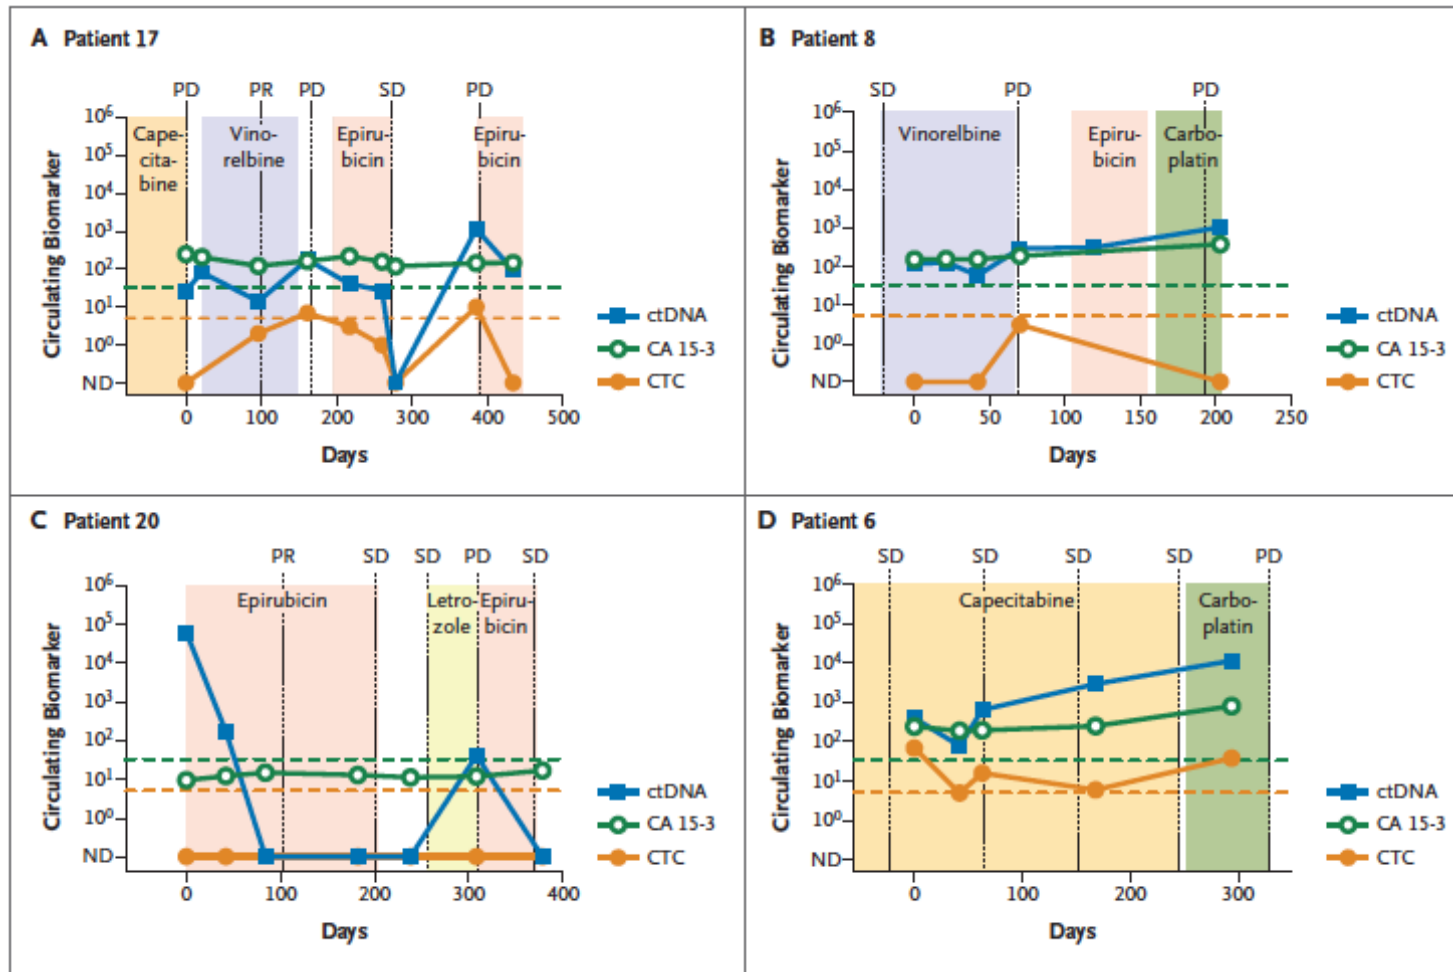 A Patient 17
PD PR PD SD PD
Cape-
cita-
bine
Vino-
relbine
Epiru-
bicin
Epiru-
bicin
Circulating Biomarker
10⁶
10⁵
10⁴
10³
10²
10¹
10⁰
ND
0 100 200 300 400 500
Days
ctDNA
CA 15-3
CTC
B Patient 8
SD PD PD
Vinorelbine
Epiru-
bicin
Carbo-
platin
Circulating Biomarker
10⁶
10⁵
10⁴
10³
10²
10¹
10⁰
ND
0 50 100 150 200 250
Days
ctDNA
CA 15-3
CTC
C Patient 20
PR SD SD PD SD
Epirubicin
Letro-
zole
Epiru-
bicin
Circulating Biomarker
10⁶
10⁵
10⁴
10³
10²
10¹
10⁰
ND
0 100 200 300 400
Days
ctDNA
CA 15-3
CTC
D Patient 6
SD SD SD SD PD
Capecitabine
Carbo-
platin
Circulating Biomarker
10⁶
10⁵
10⁴
10³
10²
10¹
10⁰
ND
0 100 200 300
Days
ctDNA
CA 15-3
CTC